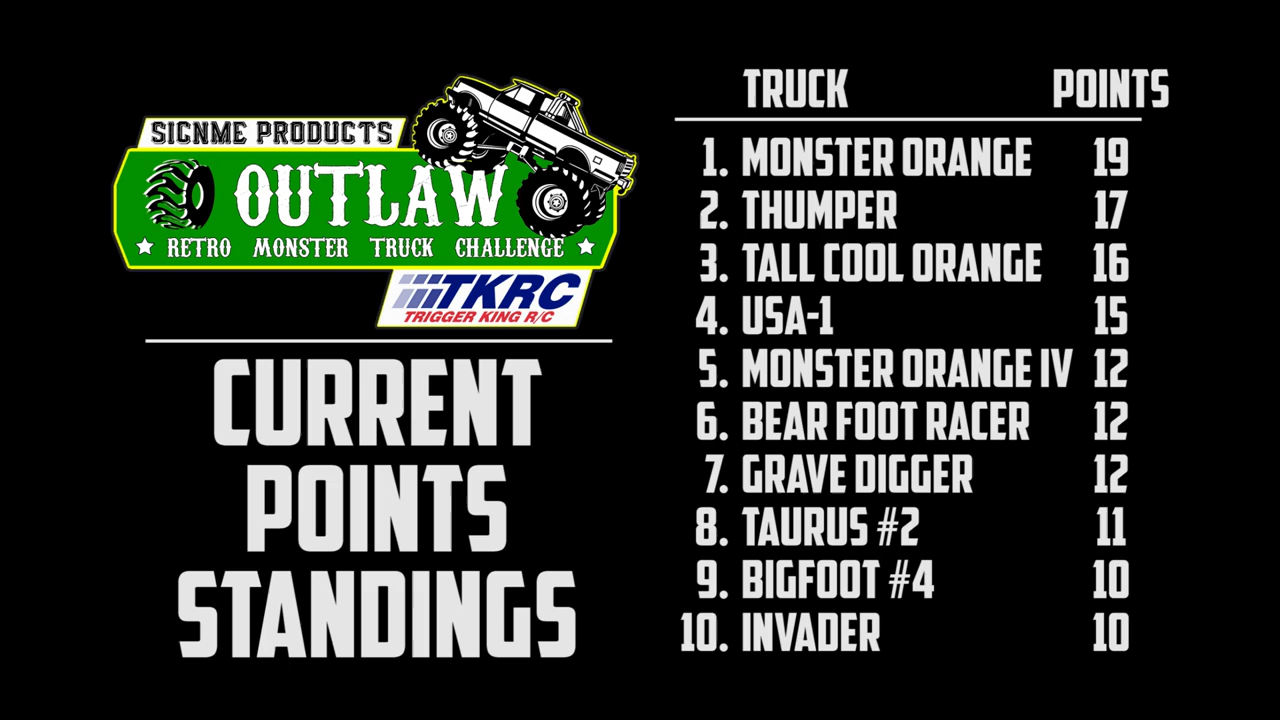 SICNME PRODUCTS
OUTLAW
RETRO MONSTER TRUCK CHALLENGE
TKRC
TRIGGER KING R/C
CURRENT
POINTS
STANDINGS
TRUCK POINTS
1. MONSTER ORANGE 19
2. THUMPER 17
3. TALL COOL ORANGE 16
4. USA-1 15
5. MONSTER ORANGE IV 12
6. BEAR FOOT RACER 12
7. GRAVE DIGGER 12
8. TAURUS #2 11
9. BIGFOOT #4 10
10. INVADER 10